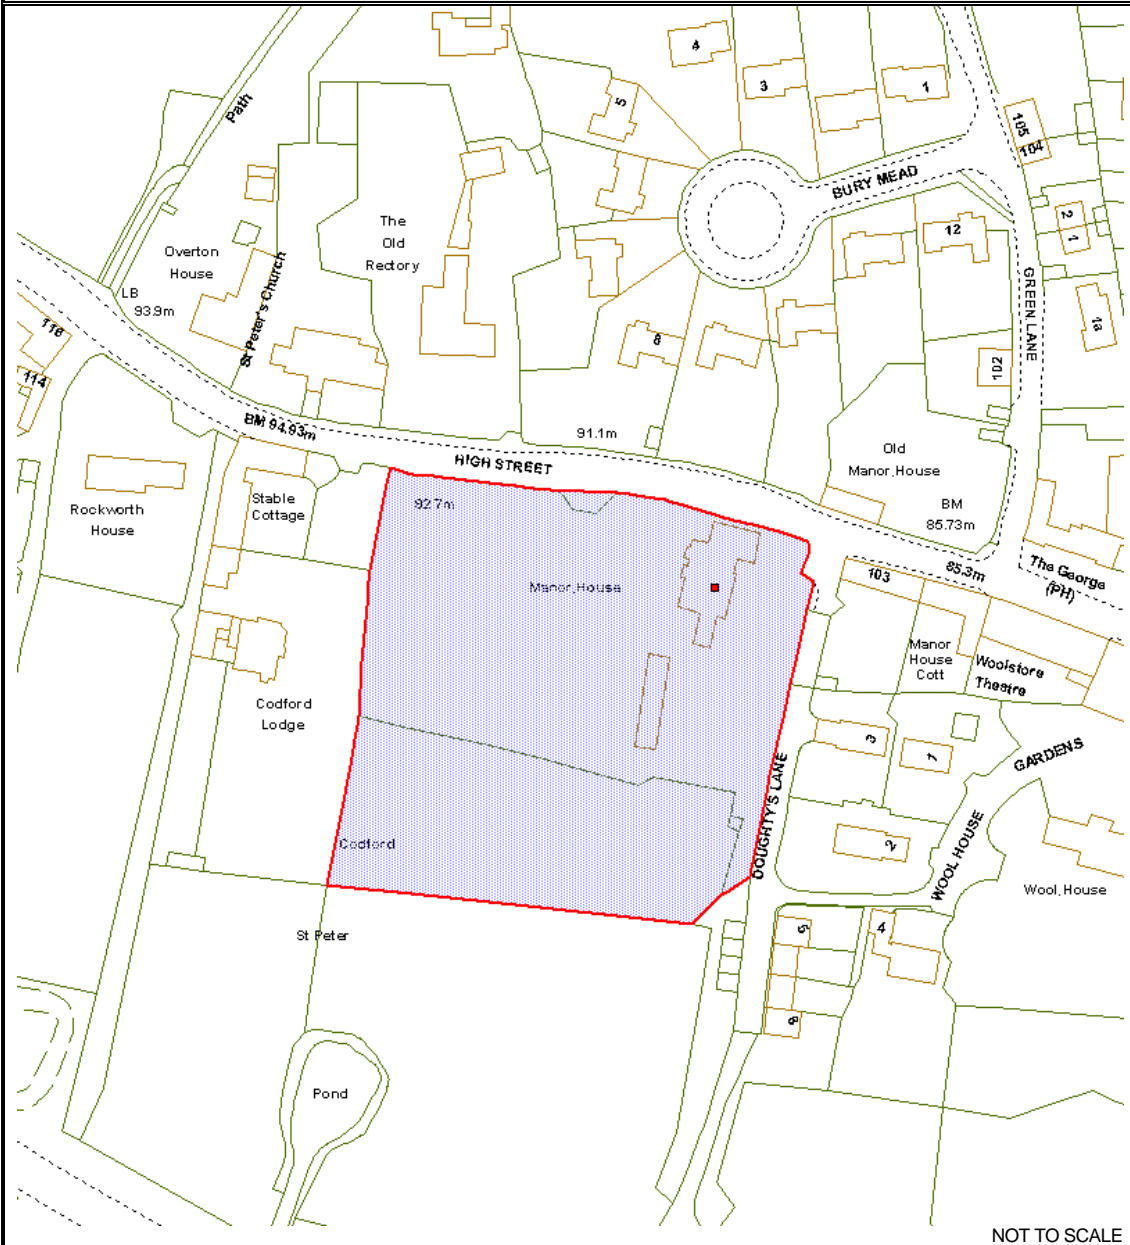 4
3
1
5
Path
105
104
BURY MEAD
2
1
12
The
Old
Rectory
Overton
House
St Peter's Church
LB
93.9m
GREEN LANE
1a
116
114
8
102
BM 94.93m
91.1m
HIGH STREET
Old
Manor House
BM
85.73m
Rockworth
House
Stable
Cottage
92.7m
Manor House
103
85.3m
The George
(PH)
Manor
House
Cott
Woolstore
Theatre
Codford
Lodge
3
1
GARDENS
DOUGHTY'S LANE
2
WOOL HOUSE
Wool House
Codford
St Peter
5
4
Pond
NOT TO SCALE